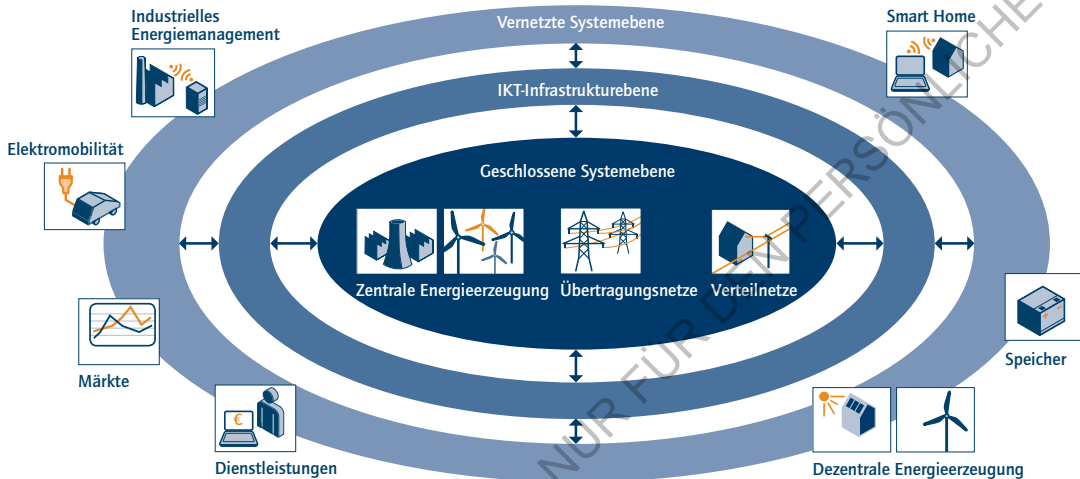 Industrielles
Energiemanagement
Vernetzte Systemebene
Smart Home
IKT-Infrastrukturebene
Elektromobilität
Geschlossene Systemebene
Zentrale Energieerzeugung
Übertragungsnetze
Verteilnetze
Märkte
Speicher
€
Dienstleistungen
Dezentrale Energieerzeugung
NUR FÜR DEN PERSÖNLICHE